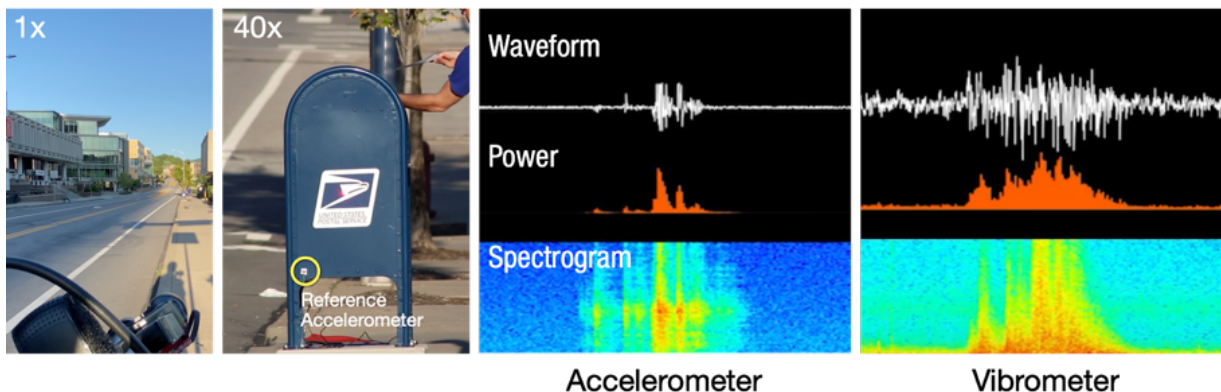 1x
40x
UNITED STATES
POSTAL SERVICE
Reference
Accelerometer
Waveform
Power
Spectrogram
Accelerometer
Vibrometer